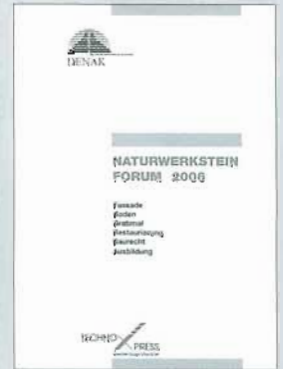 DENAK
NATURWERKSTEIN
FORUM 2006
Fassade
Boden
Grabmal
Restaurierung
Baurecht
Ausbildung
TECHNO PRESS